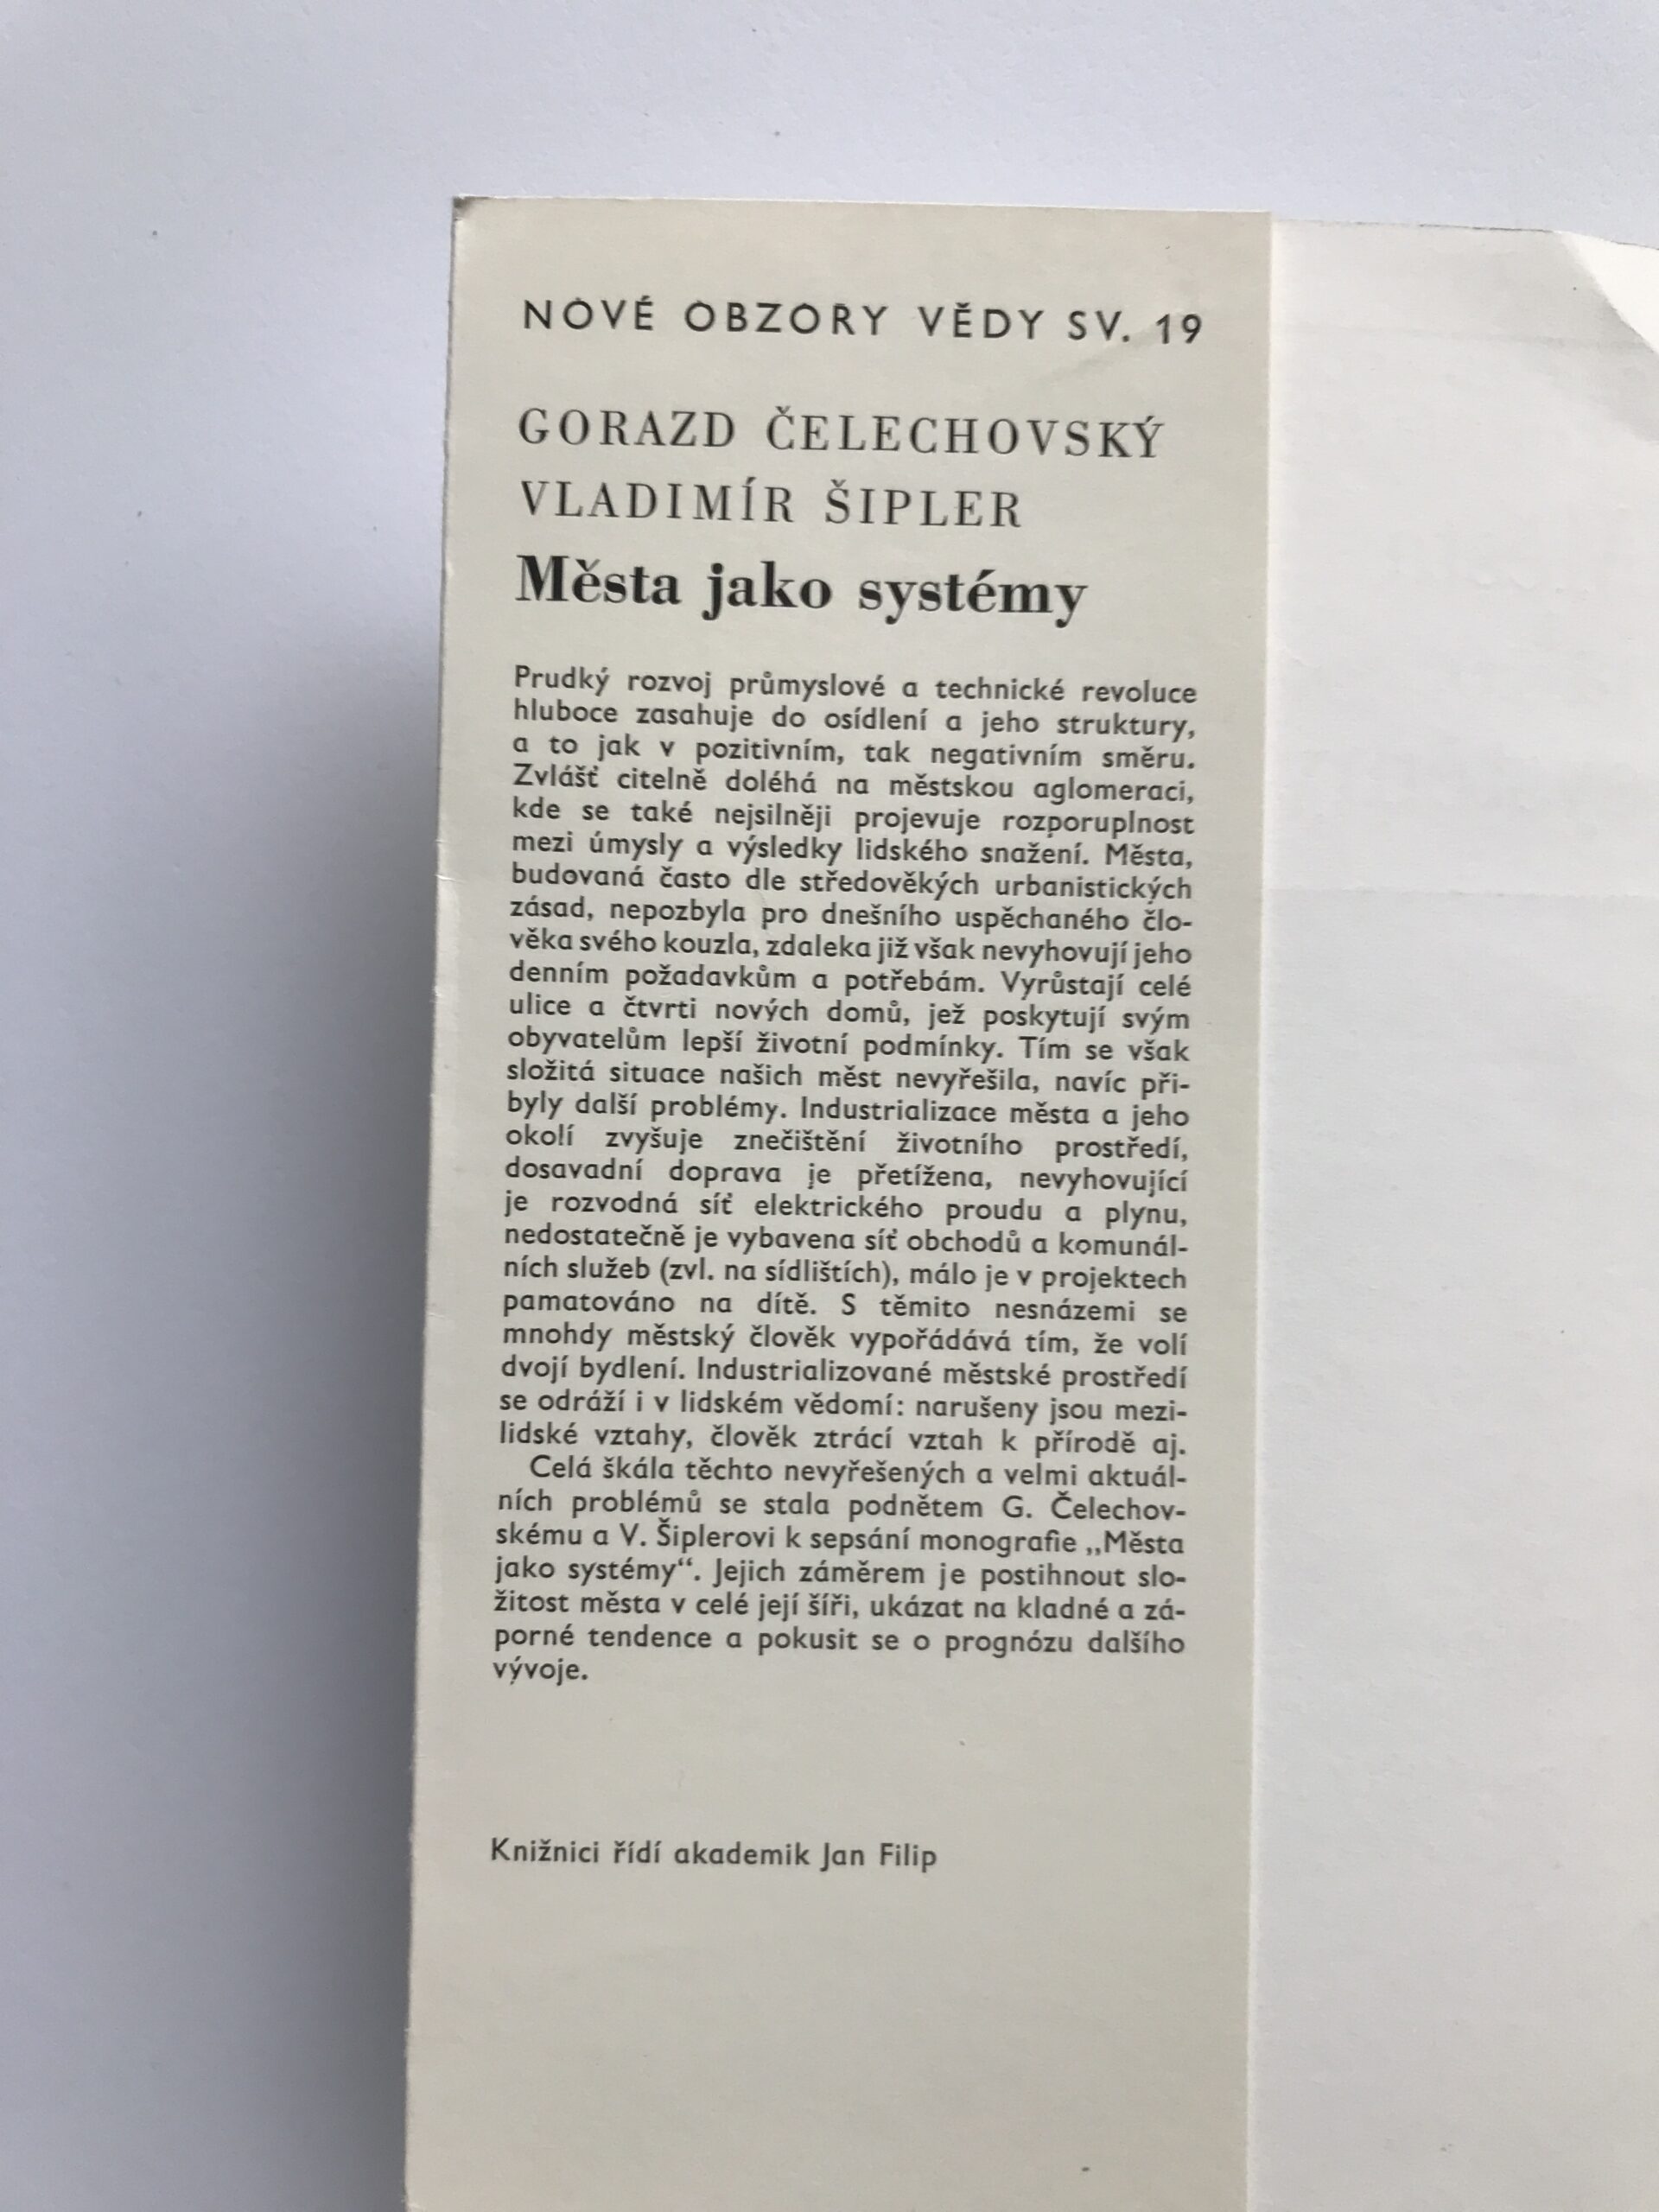 NOVÉ OBZORY VĚDY SV. 19
GORAZD ČELECHOVSKÝ
VLADIMÍR ŠIPLER
Města jako systémy
Prudký rozvoj průmyslové a technické revoluce
hluboce zasahuje do osídlení a jeho struktury,
a to jak v pozitivním, tak negativním směru.
Zvlášť citelně doléhá na městskou aglomeraci,
kde se také nejsilněji projevuje rozporuplnost
mezi úmysly a výsledky lidského snažení. Města,
budovaná často dle středověkých urbanistických
zásad, nepozbyla pro dnešního uspěchaného člo-
věka svého kouzla, zdaleka již však nevyhovují jeho
denním požadavkům a potřebám. Vyrůstají celé
ulice a čtvrti nových domů, jež poskytují svým
obyvatelům lepší životní podmínky. Tím se však
složitá situace našich měst nevyřešila, navíc při-
byly další problémy. Industrializace města a jeho
okolí zvyšuje znečištění životního prostředí,
dosavadní doprava je přetížena, nevyhovující
je rozvodná síť elektrického proudu a plynu,
nedostatečně je vybavena síť obchodů a komunál-
ních služeb (zvl. na sídlištích), málo je v projektech
pamatováno na dítě. S těmito nesnázemi se
mnohdy městský člověk vypořádává tím, že volí
dvojí bydlení. Industrializované městské prostředí
se odráží i v lidském vědomí: narušeny jsou mezi-
lidské vztahy, člověk ztrácí vztah k přírodě aj.
Celá škála těchto nevyřešených a velmi aktuál-
ních problémů se stala podnětem G. Čelechov-
skému a V. Šiplerovi k sepsání monografie „Města
jako systémy“. Jejich záměrem je postihnout slo-
žitost města v celé její šíři, ukázat na kladné a zá-
porné tendence a pokusit se o prognózu dalšího
vývoje.
Knižnici řídí akademik Jan Filip